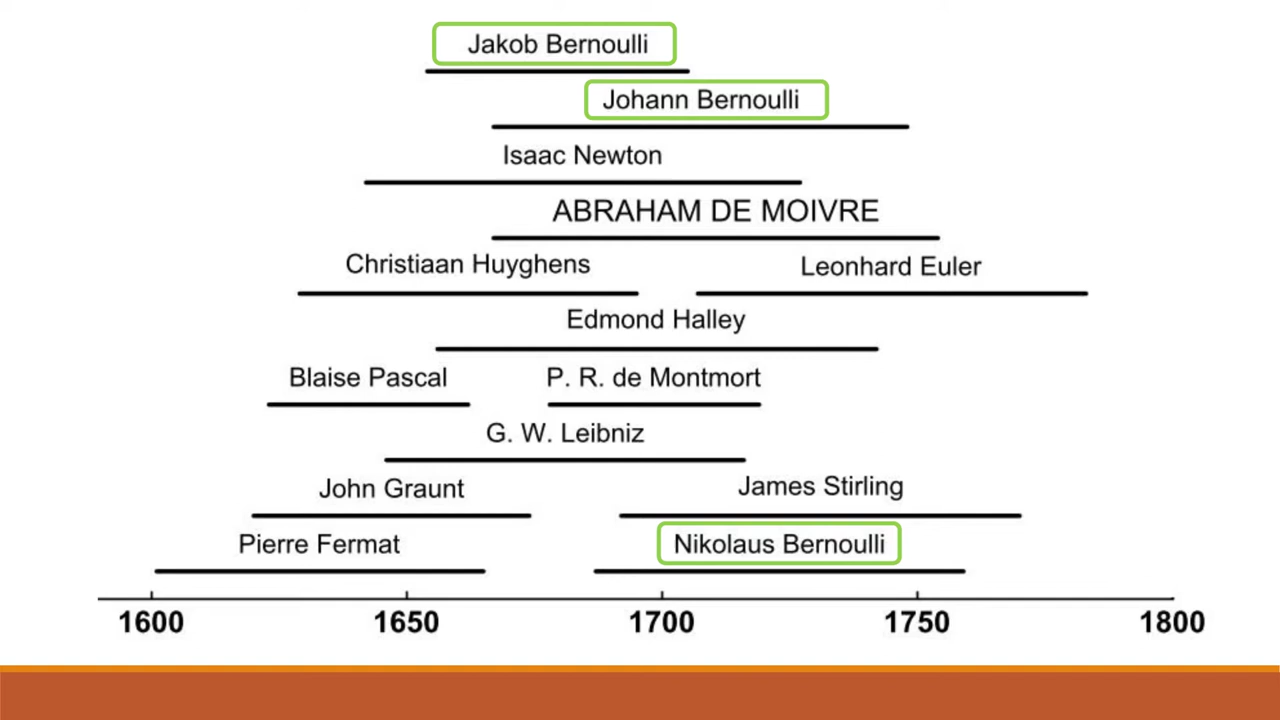 Jakob Bernoulli
Johann Bernoulli
Isaac Newton
ABRAHAM DE MOIVRE
Christiaan Huyghens
Leonhard Euler
Edmond Halley
Blaise Pascal
P. R. de Montmort
G. W. Leibniz
John Graunt
James Stirling
Pierre Fermat
Nikolaus Bernoulli
1600 1650 1700 1750 1800